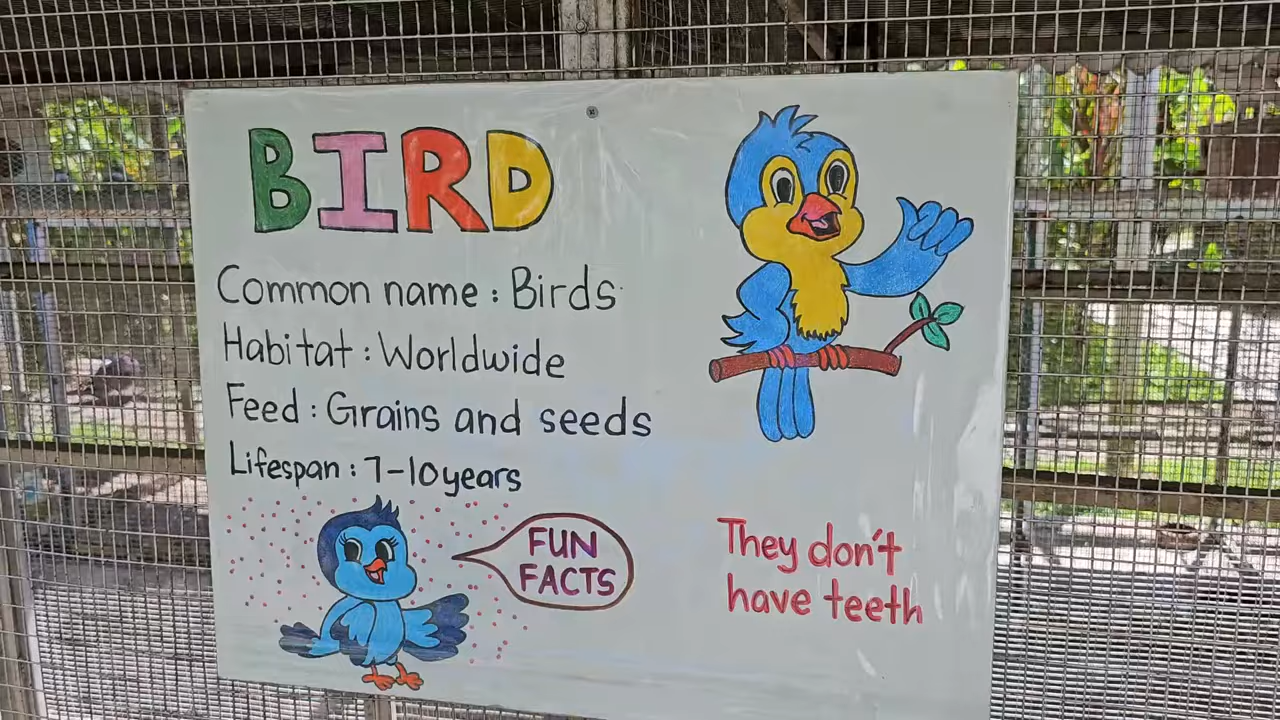 BIRD
Common name : Birds
Habitat : Worldwide
Feed : Grains and seeds
Lifespan : 7-10 years
FUN
FACTS
They don't
have teeth